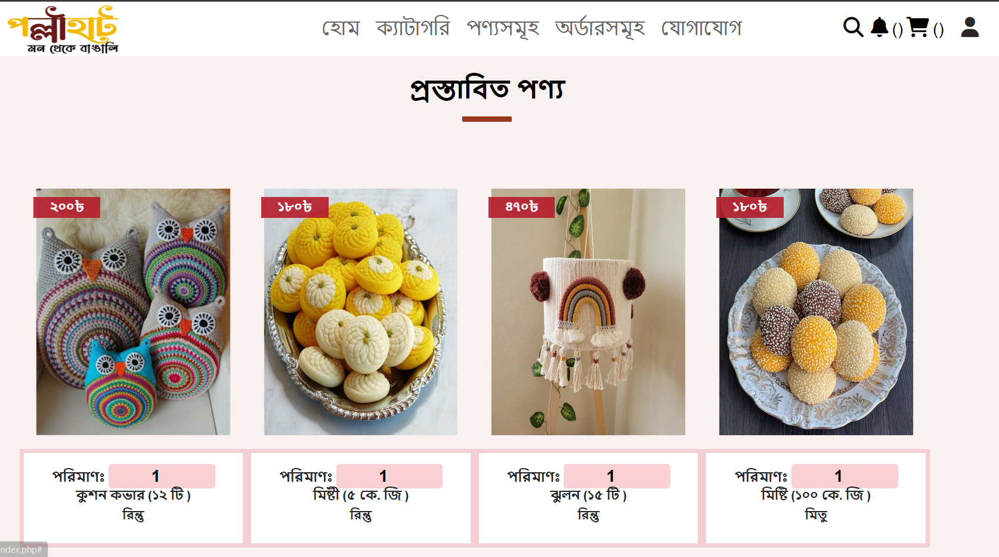 পল্লীহাট
মন থেকে বাঙালি
হোম ক্যাটাগরি পণ্যসমূহ অর্ডারসমূহ যোগাযোগ
() ()
প্রস্তাবিত পণ্য
২০০৳ ১৮০৳ ৪৭০৳ ১৮০৳
পরিমাণঃ 1 পরিমাণঃ 1 পরিমাণঃ 1 পরিমাণঃ 1
কুশন কভার (১২ টি ) মিষ্টী (৫ কে. জি ) ঝুলন (১৫ টি ) মিষ্টি (১০০ কে. জি )
রিন্তু রিন্তু রিন্তু মিতু
ndex.php#